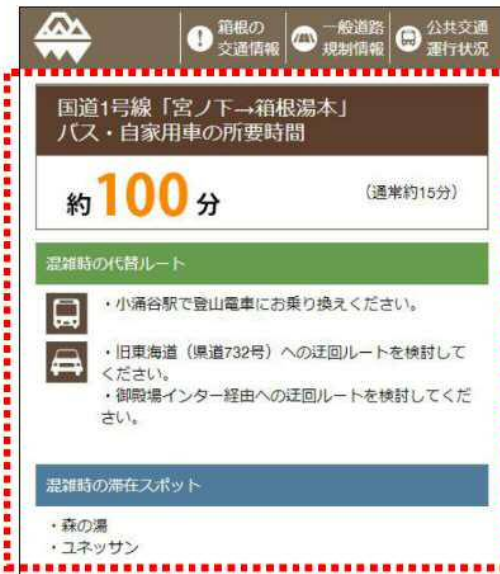 箱根の
交通情報
一般道路
規制情報
公共交通
運行状況
国道1号線「宮ノ下→箱根湯本」
バス・自家用車の所要時間
約100分
（通常約15分）
混雑時の代替ルート
・小涌谷駅で登山電車にお乗り換えください。
・旧東海道（県道732号）への迂回ルートを検討して
ください。
・御殿場インター経由への迂回ルートを検討してくだ
さい。
混雑時の滞在スポット
・森の湯
・ユネッサン